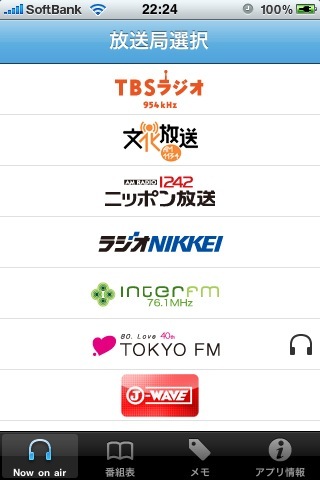 SoftBank 22:24 100%
放送局選択
TBSラジオ
954kHz
文化放送
AM
1134
AM RADIO 1242
ニッポン放送
ラジオNIKKEI
interfm
76.1MHz
80. Love 40th
TOKYO FM
J-WAVE
Now on air 番組表 メモ アプリ情報